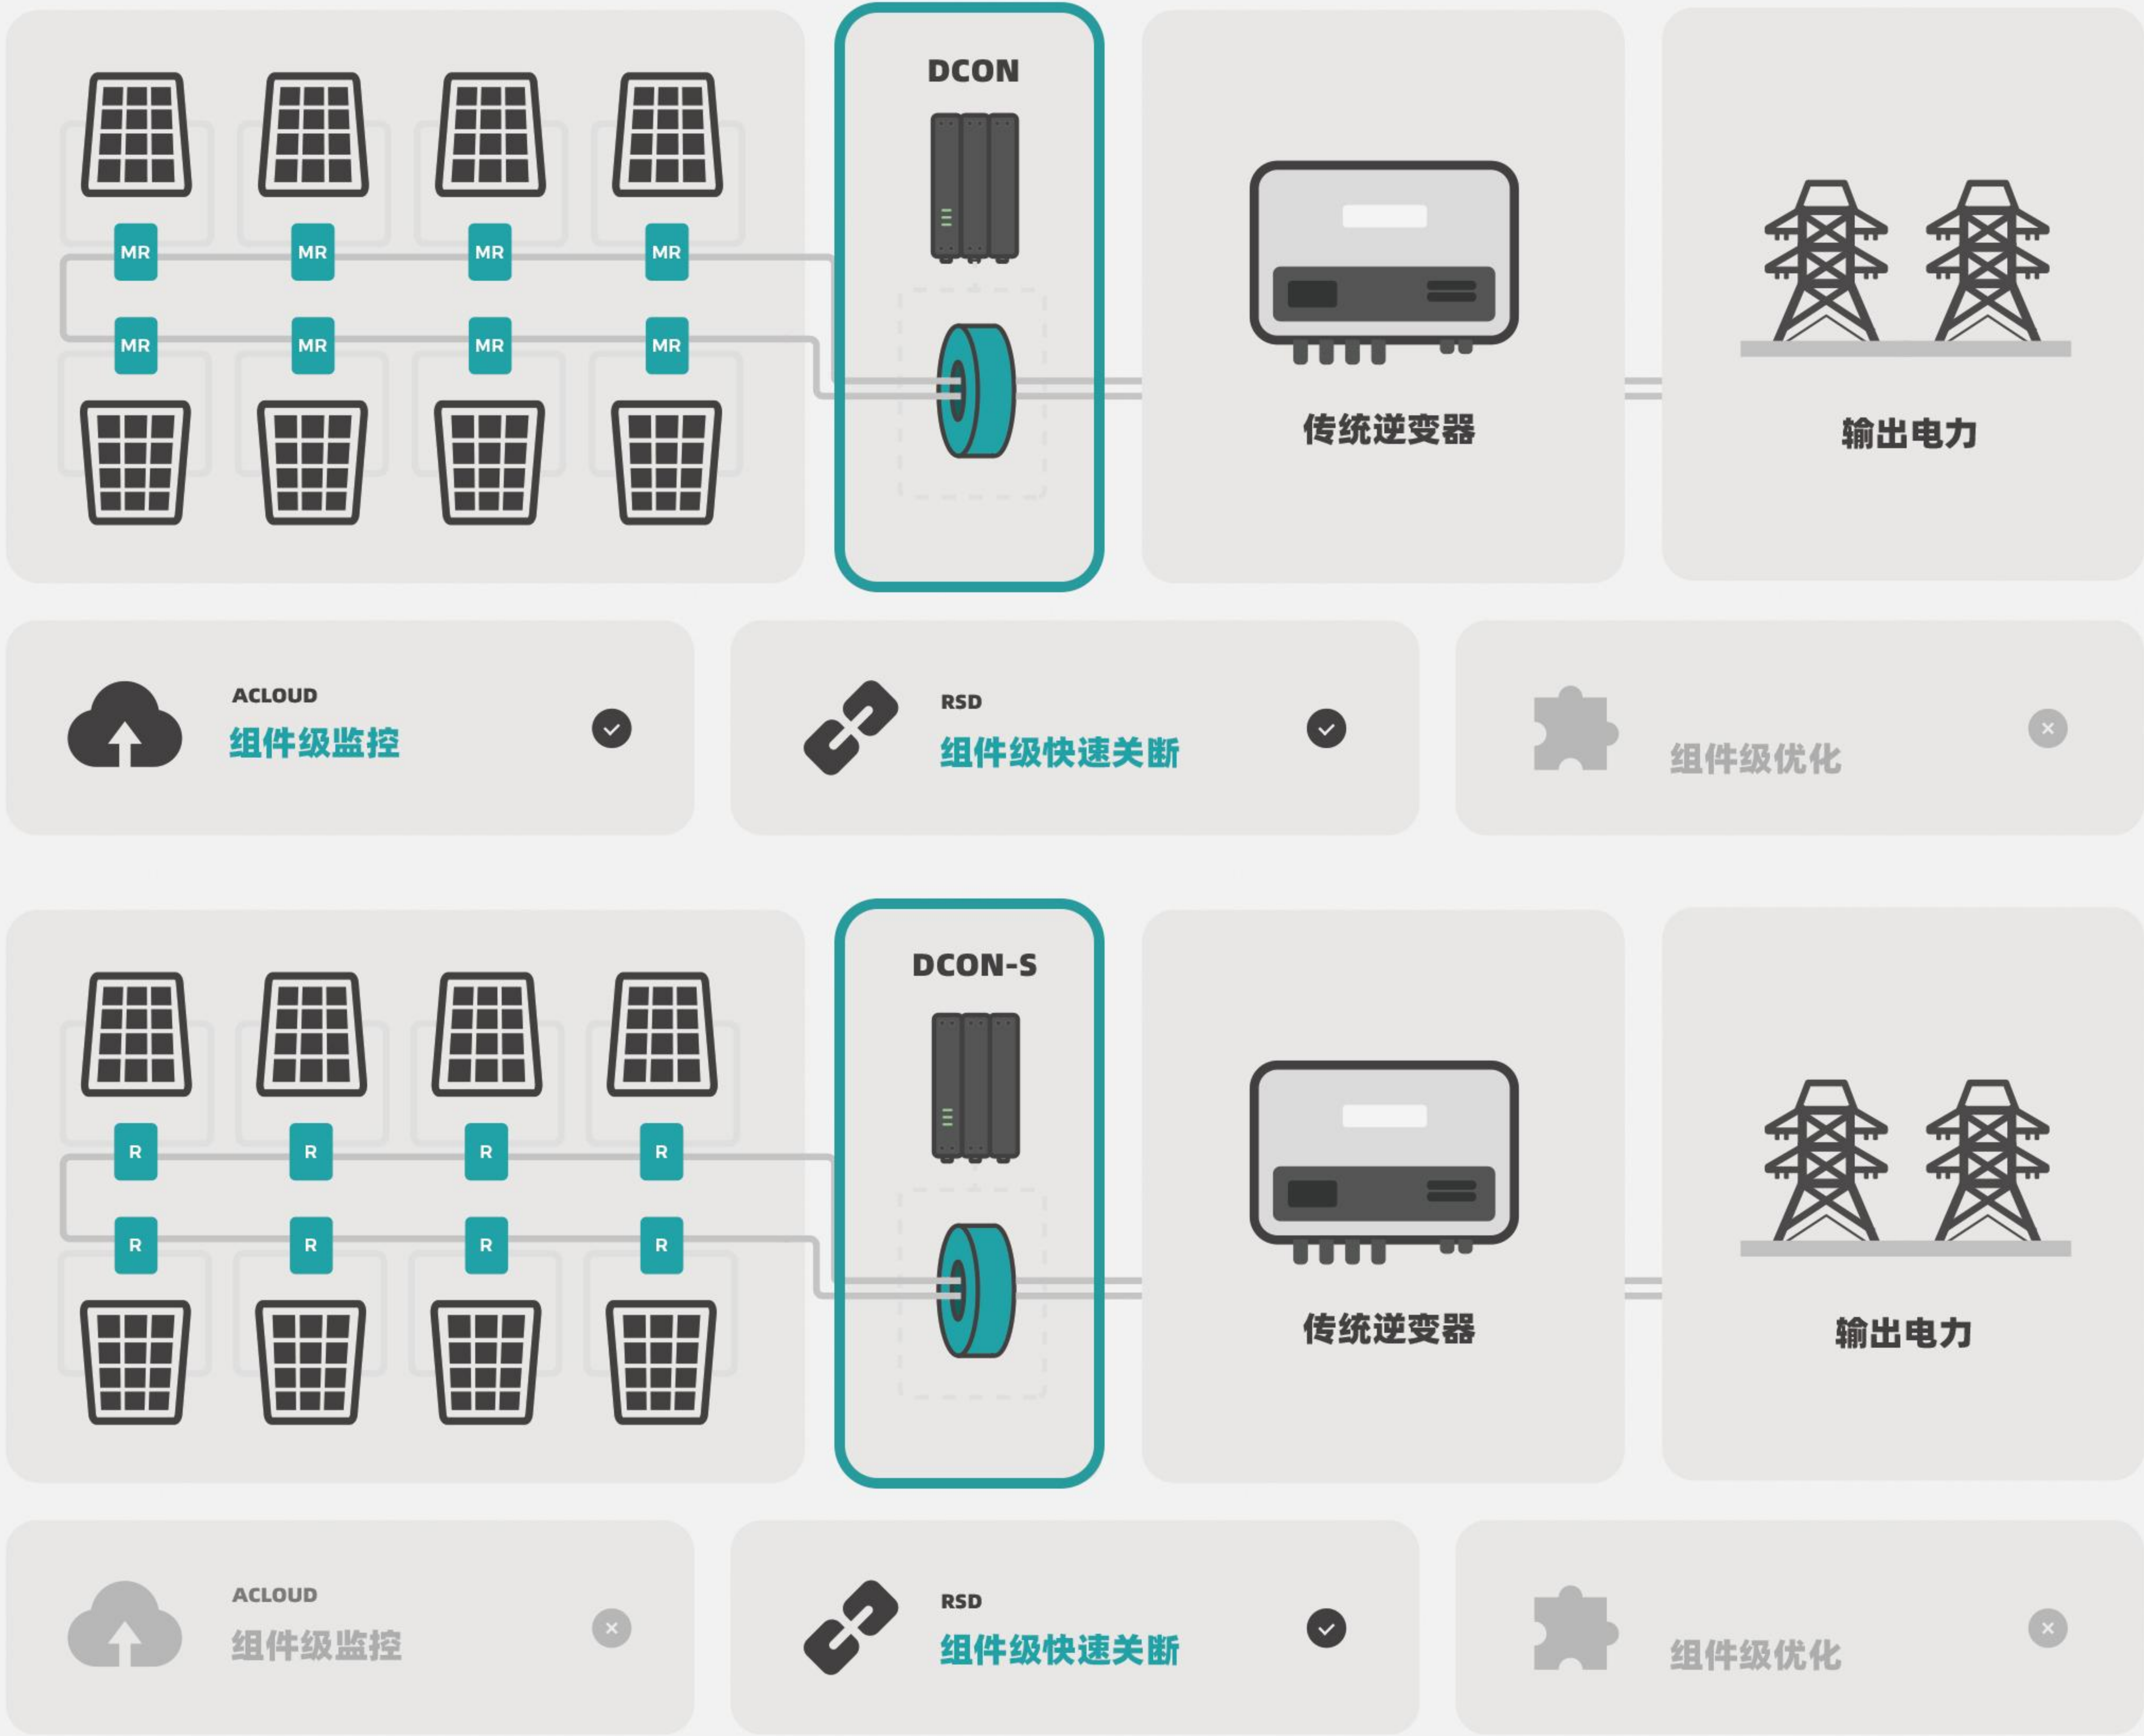 DCON
MR MR MR MR
MR MR MR MR
传统逆变器
输出电力
ACLOUD
组件级监控
RSD
组件级快速关断
组件级优化
DCON-S
R R R R
R R R R
传统逆变器
输出电力
ACLOUD
组件级监控
RSD
组件级快速关断
组件级优化